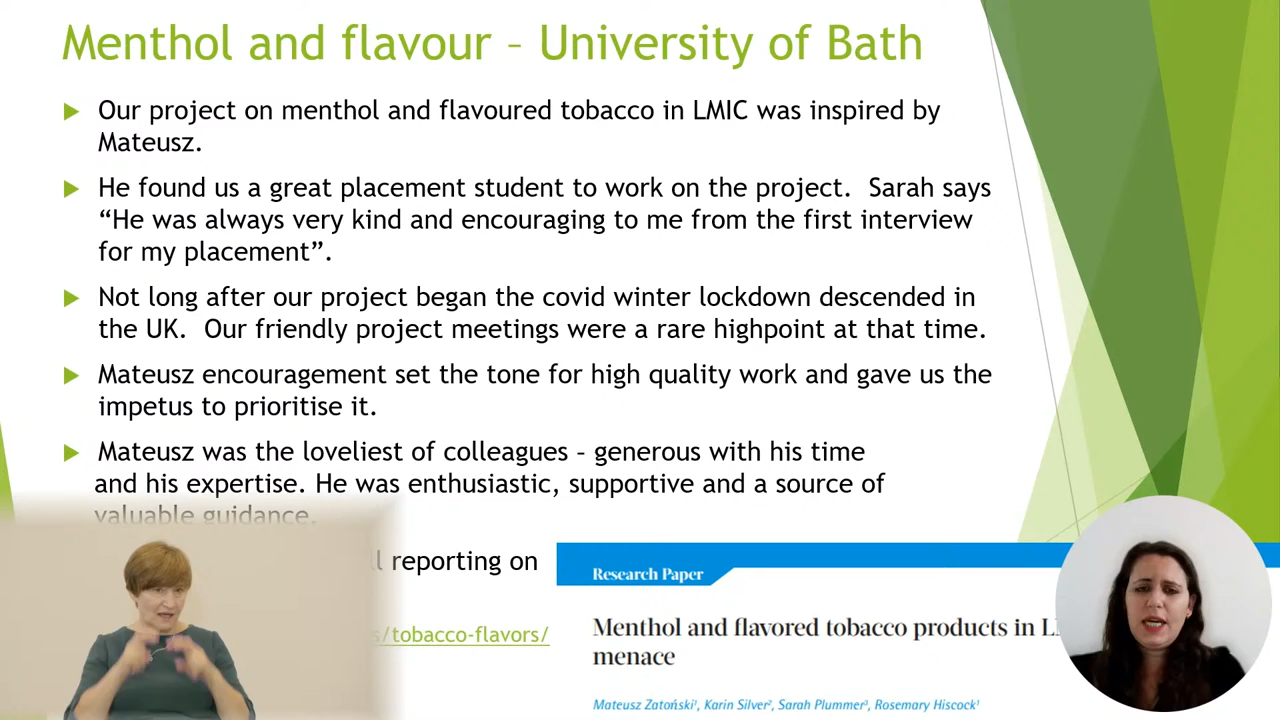 Menthol and flavour – University of Bath
Our project on menthol and flavoured tobacco in LMIC was inspired by
Mateusz.
He found us a great placement student to work on the project.  Sarah says
“He was always very kind and encouraging to me from the first interview
for my placement”.
Not long after our project began the covid winter lockdown descended in
the UK.  Our friendly project meetings were a rare highpoint at that time.
Mateusz encouragement set the tone for high quality work and gave us the
impetus to prioritise it.
Mateusz was the loveliest of colleagues – generous with his time
and his expertise. He was enthusiastic, supportive and a source of
valuable guidance.
reporting on
/tobacco-flavors/
Research Paper
Menthol and flavored tobacco products in
menace
Mateusz Zatoński¹, Karin Silver², Sarah Plummer³, Rosemary Hiscock¹